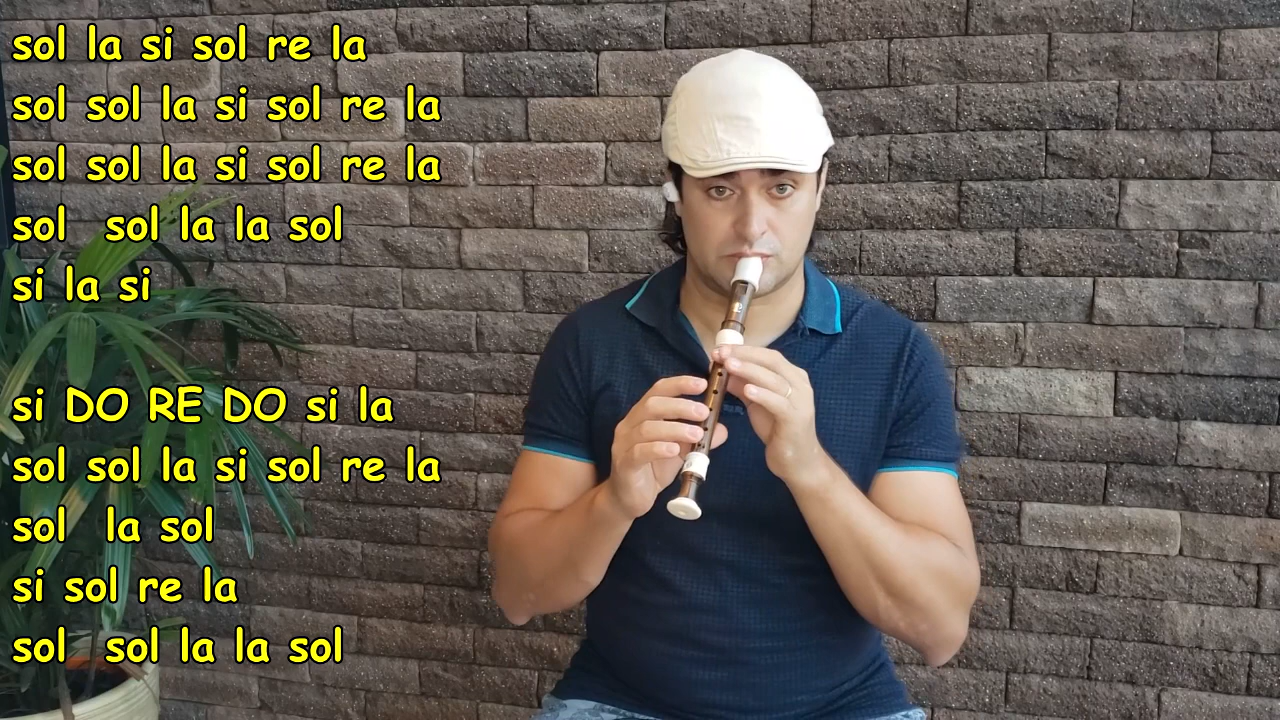 sol la si sol re la
sol sol la si sol re la
sol sol la si sol re la
sol sol la la sol
si la si
si DO RE DO si la
sol sol la si sol re la
sol la sol
si sol re la
sol sol la la sol